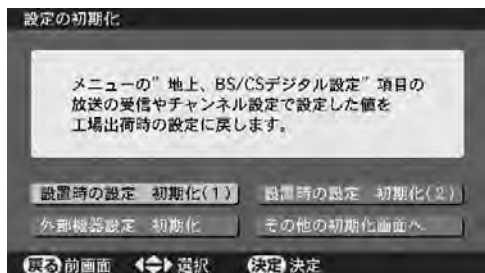 設定の初期化
メニューの”地上、BS/CSデジタル設定”項目の
放送の受信やチャンネル設定で設定した値を
工場出荷時の設定に戻します。
設置時の設定 初期化(1) 設置時の設定 初期化(2)
外部機器設定 初期化 その他の初期化画面へ
戻る 前画面 選択 決定 決定